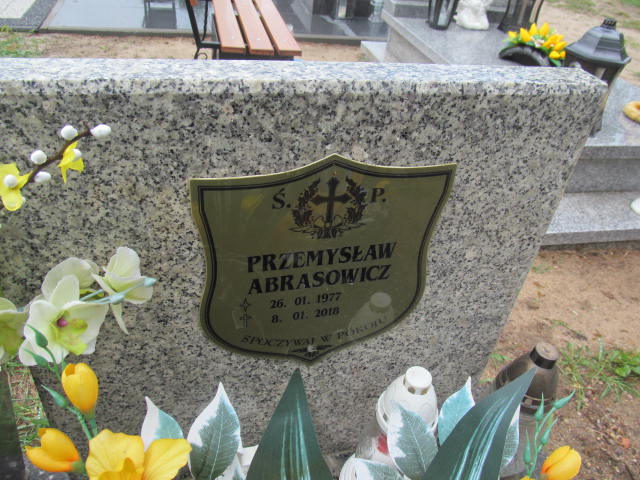 Ś. P.
PRZEMYSŁAW
ABRASOWICZ
26. 01. 1977
8. 01. 2018
SPOCZYWAJ W POKOJU